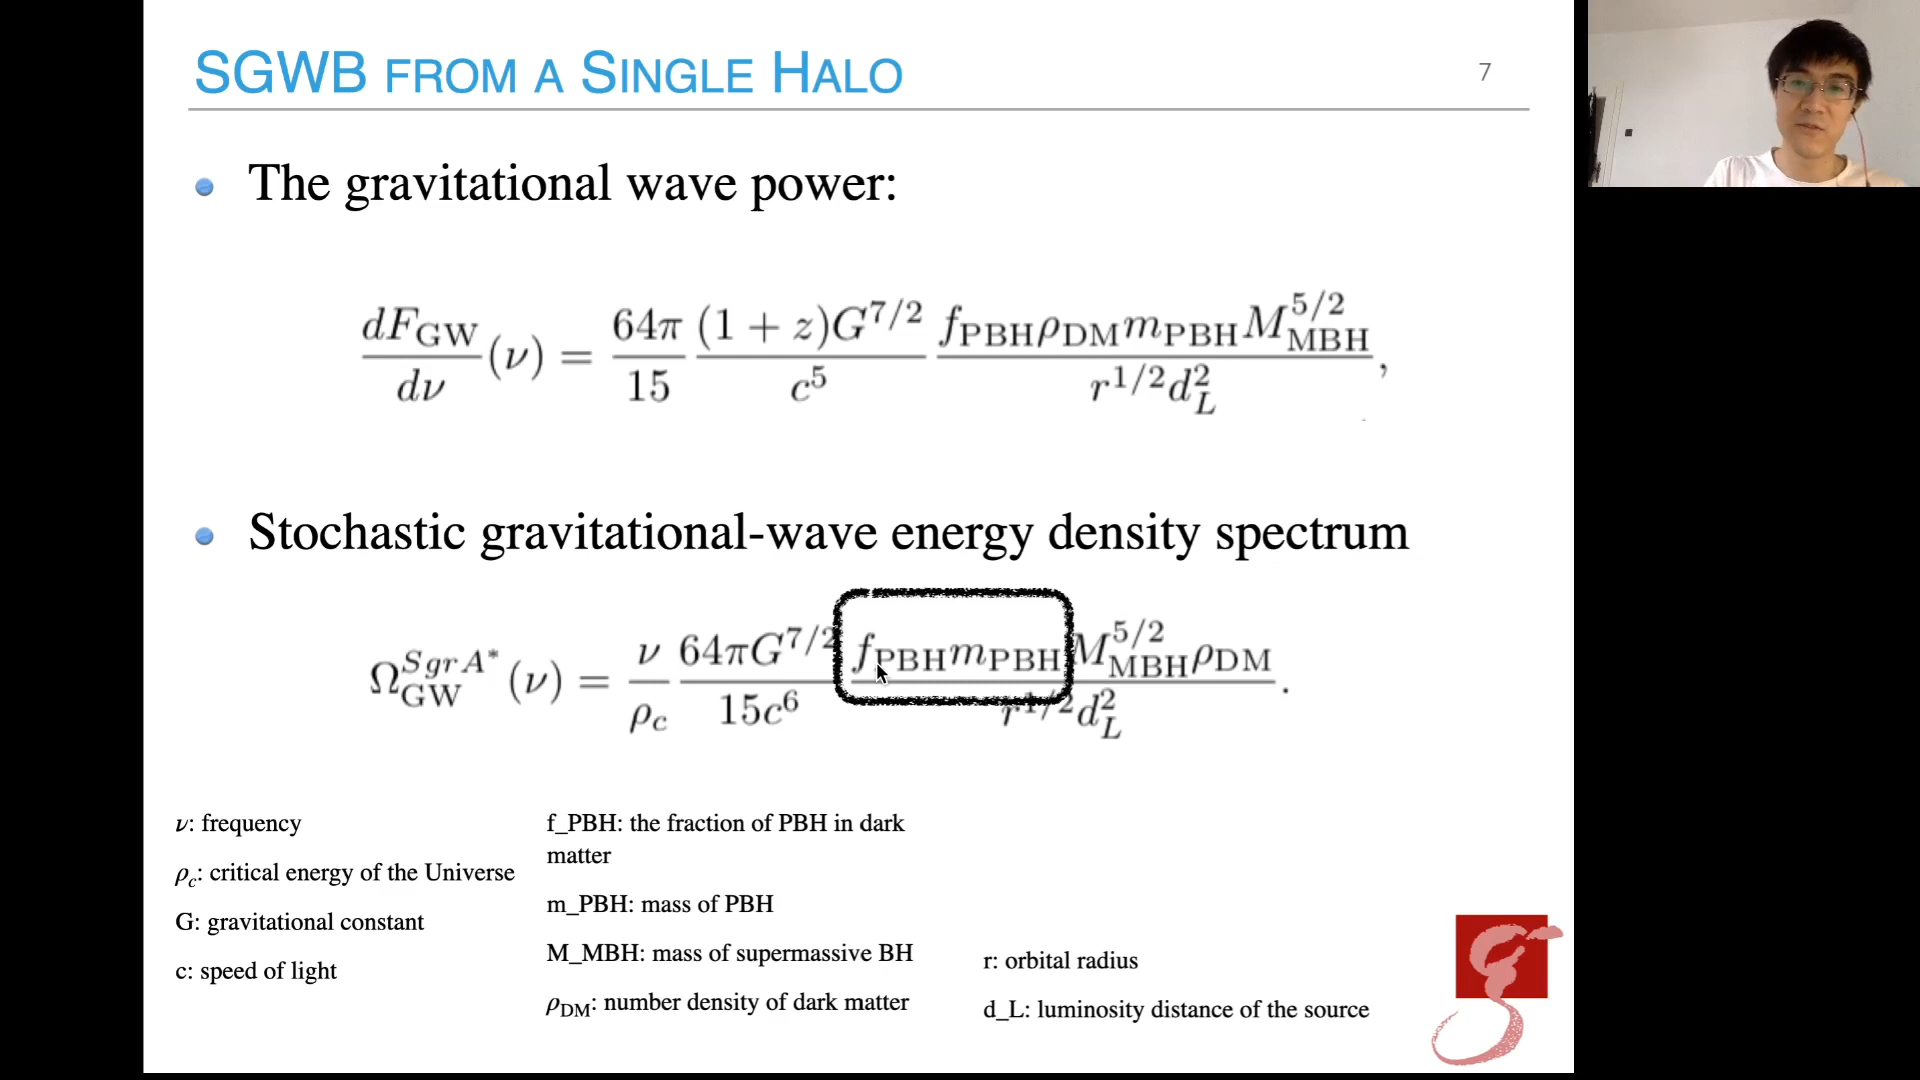 SGWB FROM A SINGLE HALO
7
The gravitational wave power:
dF_GW/dν (ν) = 64π/15 (1 + z)G^{7/2}/c^5 f_PBH ρ_DM m_PBH M_MBH^{5/2}/r^{1/2} d_L^2,
Stochastic gravitational-wave energy density spectrum
Ω_GW^{SgrA*} (ν) = ν/ρ_c 64πG^{7/2}/15c^6 f_PBH m_PBH M_MBH^{5/2} ρ_DM/r^{1/2} d_L^2.
ν: frequency
ρ_c: critical energy of the Universe
G: gravitational constant
c: speed of light
f_PBH: the fraction of PBH in dark
matter
m_PBH: mass of PBH
M_MBH: mass of supermassive BH
ρ_DM: number density of dark matter
r: orbital radius
d_L: luminosity distance of the source